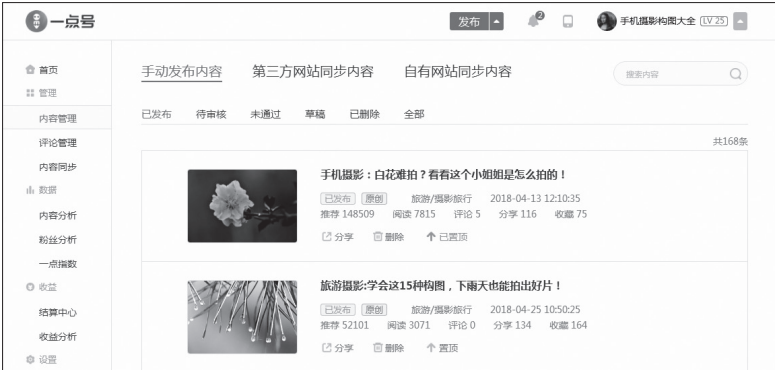 一点号
发布
2
手机摄影构图大全 LV 25
首页
管理
内容管理
评论管理
内容同步
数据
内容分析
粉丝分析
一点指数
收益
结算中心
收益分析
设置
手动发布内容 第三方网站同步内容 自有网站同步内容
搜索内容
已发布 待审核 未通过 草稿 已删除 全部
共168条
手机摄影：白花难拍？看看这个小姐姐是怎么拍的！
已发布 原创 旅游/摄影旅行 2018-04-13 12:10:35
推荐 148509 阅读 7815 评论 5 分享 116 收藏 75
分享 删除 已置顶
旅游摄影:学会这15种构图，下雨天也能拍出好片！
已发布 原创 旅游/摄影旅行 2018-04-25 10:50:25
推荐 52101 阅读 3071 评论 0 分享 134 收藏 164
分享 删除 置顶